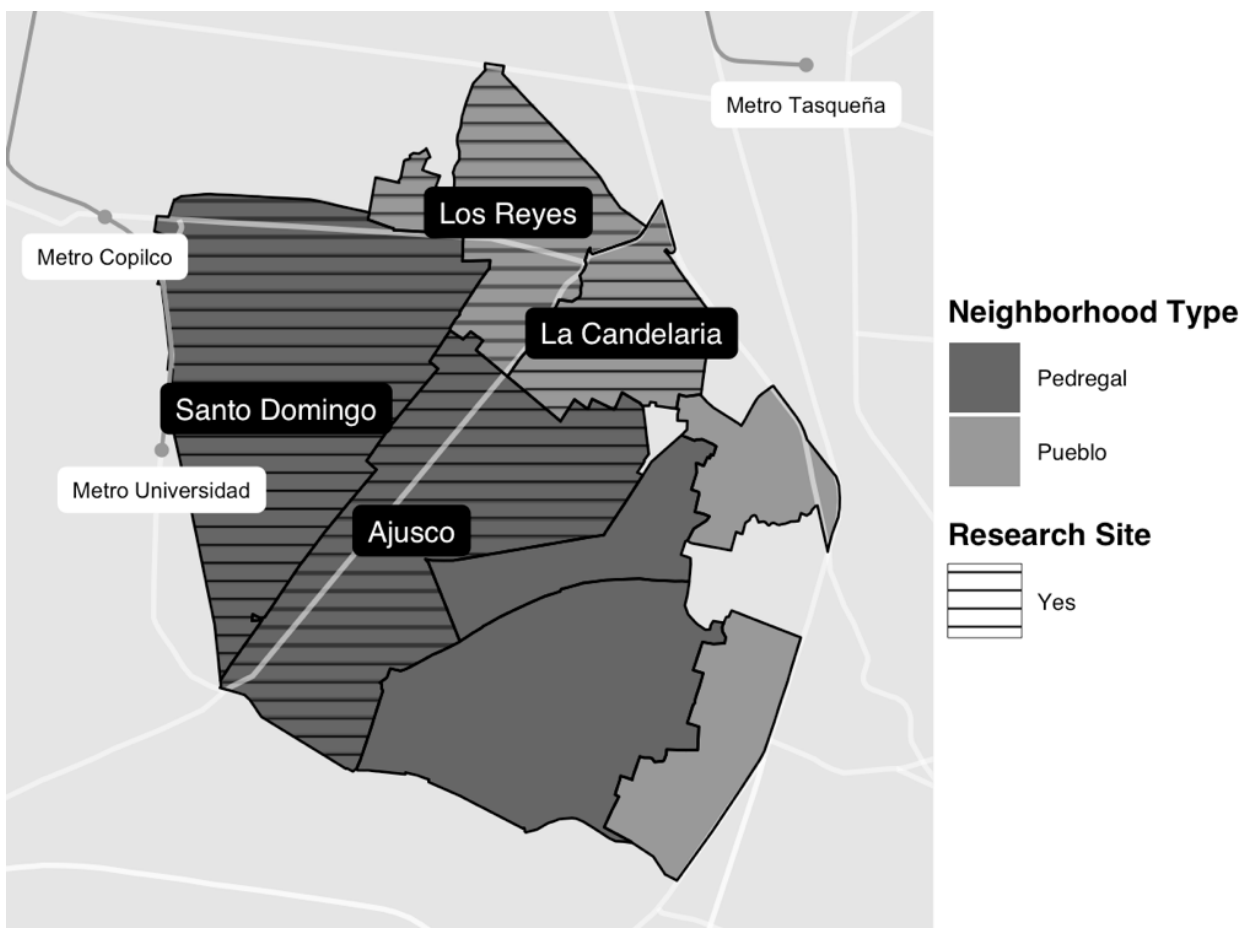 Metro Tasqueña
Los Reyes
Metro Copilco
La Candelaria
Santo Domingo
Metro Universidad
Ajusco
Neighborhood Type
Pedregal
Pueblo
Research Site
Yes